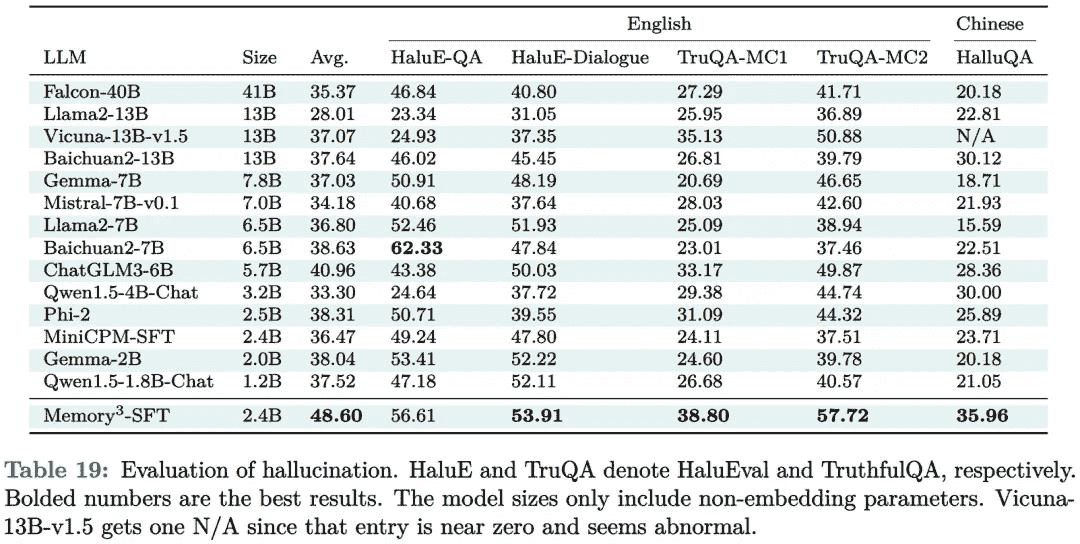 English Chinese
LLM Size Avg. HaluE-QA HaluE-Dialogue TruQA-MC1 TruQA-MC2 HalluQA
Falcon-40B 41B 35.37 46.84 40.80 27.29 41.71 20.18
Llama2-13B 13B 28.01 23.34 31.05 25.95 36.89 22.81
Vicuna-13B-v1.5 13B 37.07 24.93 37.35 35.13 50.88 N/A
Baichuan2-13B 13B 37.64 46.02 45.45 26.81 39.79 30.12
Gemma-7B 7.8B 37.03 50.91 48.19 20.69 46.65 18.71
Mistral-7B-v0.1 7.0B 34.18 40.68 37.64 28.03 42.60 21.93
Llama2-7B 6.5B 36.80 52.46 51.93 25.09 38.94 15.59
Baichuan2-7B 6.5B 38.63 62.33 47.84 23.01 37.46 22.51
ChatGLM3-6B 5.7B 40.96 43.38 50.03 33.17 49.87 28.36
Qwen1.5-4B-Chat 3.2B 33.30 24.64 37.72 29.38 44.74 30.00
Phi-2 2.5B 38.31 50.71 39.55 31.09 44.32 25.89
MiniCPM-SFT 2.4B 36.47 49.24 47.80 24.11 37.51 23.71
Gemma-2B 2.0B 38.04 53.41 52.22 24.60 39.78 20.18
Qwen1.5-1.8B-Chat 1.2B 37.52 47.18 52.11 26.68 40.57 21.05
Memory³-SFT 2.4B 48.60 56.61 53.91 38.80 57.72 35.96
Table 19: Evaluation of hallucination. HaluE and TruQA denote HaluEval and TruthfulQA, respectively.
Bolded numbers are the best results. The model sizes only include non-embedding parameters. Vicuna-
13B-v1.5 gets one N/A since that entry is near zero and seems abnormal.